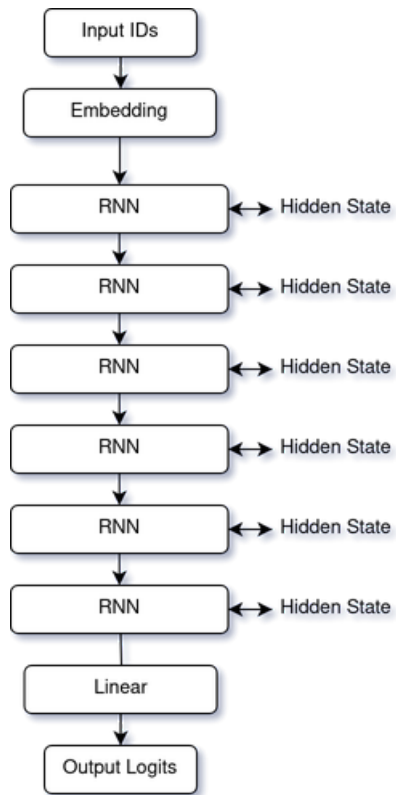 Input IDs
Embedding
RNN Hidden State
RNN Hidden State
RNN Hidden State
RNN Hidden State
RNN Hidden State
RNN Hidden State
Linear
Output Logits